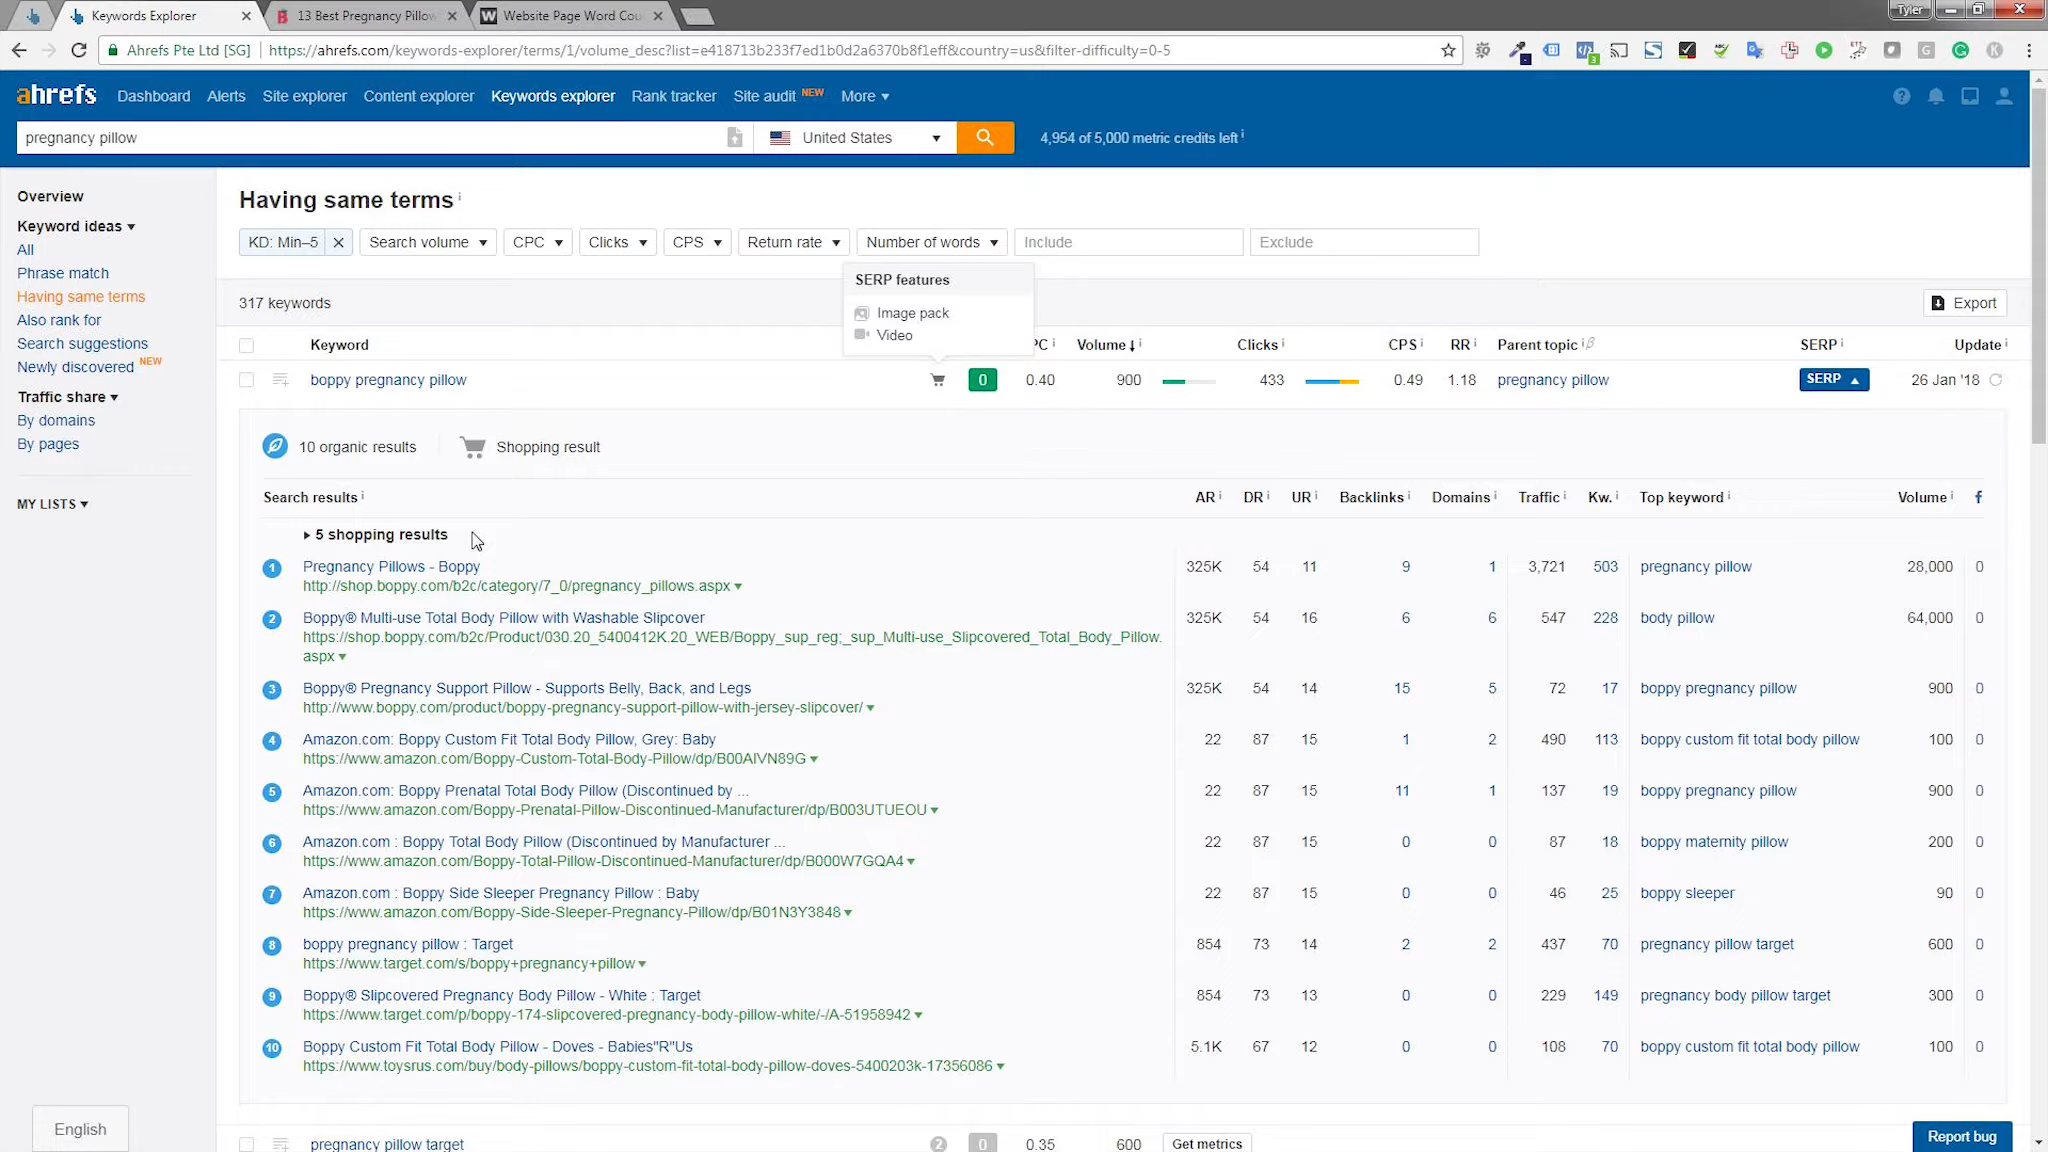 Keywords Explorer
13 Best Pregnancy Pillow
Website Page Word Cou
Tyler
Ahrefs Pte Ltd [SG]
https://ahrefs.com/keywords-explorer/terms/1/volume_desc?list=e418713b233f7ed1b0d2a6370b8f1eff&country=us&filter-difficulty=0-5
ahrefs Dashboard Alerts Site explorer Content explorer Keywords explorer Rank tracker Site audit NEW More
pregnancy pillow United States 4,954 of 5,000 metric credits left i
Overview
Keyword ideas
All
Phrase match
Having same terms
Also rank for
Search suggestions
Newly discovered NEW
Traffic share
By domains
By pages
MY LISTS
English
Having same terms i
KD: Min–5 Search volume CPC Clicks CPS Return rate Number of words Include Exclude
SERP features
Image pack
Video
317 keywords Export
Keyword PC i Volume i Clicks i CPS i RR i Parent topic i SERP i Update i
boppy pregnancy pillow 0 0.40 900 433 0.49 1.18 pregnancy pillow SERP 26 Jan '18
10 organic results Shopping result
Search results i AR i DR i UR i Backlinks i Domains i Traffic i Kw. i Top keyword i Volume i f
5 shopping results
1 Pregnancy Pillows - Boppy 325K 54 11 9 1 3,721 503 pregnancy pillow 28,000 0
http://shop.boppy.com/b2c/category/7_0/pregnancy_pillows.aspx
2 Boppy® Multi-use Total Body Pillow with Washable Slipcover 325K 54 16 6 6 547 228 body pillow 64,000 0
https://shop.boppy.com/b2c/Product/030.20_5400412K.20_WEB/Boppy_sup_reg;_sup_Multi-use_Slipcovered_Total_Body_Pillow.
aspx
3 Boppy® Pregnancy Support Pillow - Supports Belly, Back, and Legs 325K 54 14 15 5 72 17 boppy pregnancy pillow 900 0
http://www.boppy.com/product/boppy-pregnancy-support-pillow-with-jersey-slipcover/
4 Amazon.com: Boppy Custom Fit Total Body Pillow, Grey: Baby 22 87 15 1 2 490 113 boppy custom fit total body pillow 100 0
https://www.amazon.com/Boppy-Custom-Total-Body-Pillow/dp/B00AIVN89G
5 Amazon.com: Boppy Prenatal Total Body Pillow (Discontinued by ... 22 87 15 11 1 137 19 boppy pregnancy pillow 900 0
https://www.amazon.com/Boppy-Prenatal-Pillow-Discontinued-Manufacturer/dp/B003UTUEOU
6 Amazon.com : Boppy Total Body Pillow (Discontinued by Manufacturer ... 22 87 15 0 0 87 18 boppy maternity pillow 200 0
https://www.amazon.com/Boppy-Total-Pillow-Discontinued-Manufacturer/dp/B000W7GQA4
7 Amazon.com : Boppy Side Sleeper Pregnancy Pillow : Baby 22 87 15 0 0 46 25 boppy sleeper 90 0
https://www.amazon.com/Boppy-Side-Sleeper-Pregnancy-Pillow/dp/B01N3Y3848
8 boppy pregnancy pillow : Target 854 73 14 2 2 437 70 pregnancy pillow target 600 0
https://www.target.com/s/boppy+pregnancy+pillow
9 Boppy® Slipcovered Pregnancy Body Pillow - White : Target 854 73 13 0 0 229 149 pregnancy body pillow target 300 0
https://www.target.com/p/boppy-174-slipcovered-pregnancy-body-pillow-white/-/A-51958942
10 Boppy Custom Fit Total Body Pillow - Doves - Babies"R"Us 5.1K 67 12 0 0 108 70 boppy custom fit total body pillow 100 0
https://www.toysrus.com/buy/body-pillows/boppy-custom-fit-total-body-pillow-doves-5400203k-17356086
pregnancy pillow target 2 0 0.35 600 Get metrics
Report bug